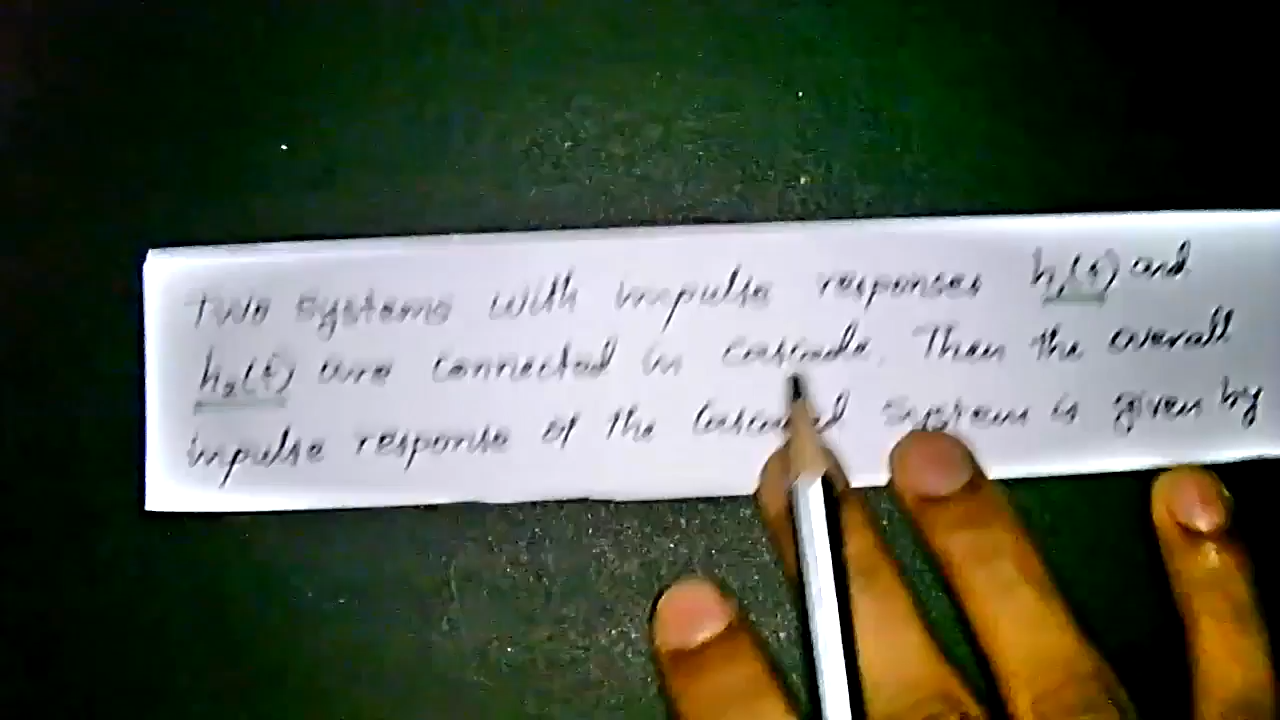 Two systems with impulse responses h₁(t) and
h₂(t) are connected in cascade. Then the overall
impulse response of the cascaded system is given by